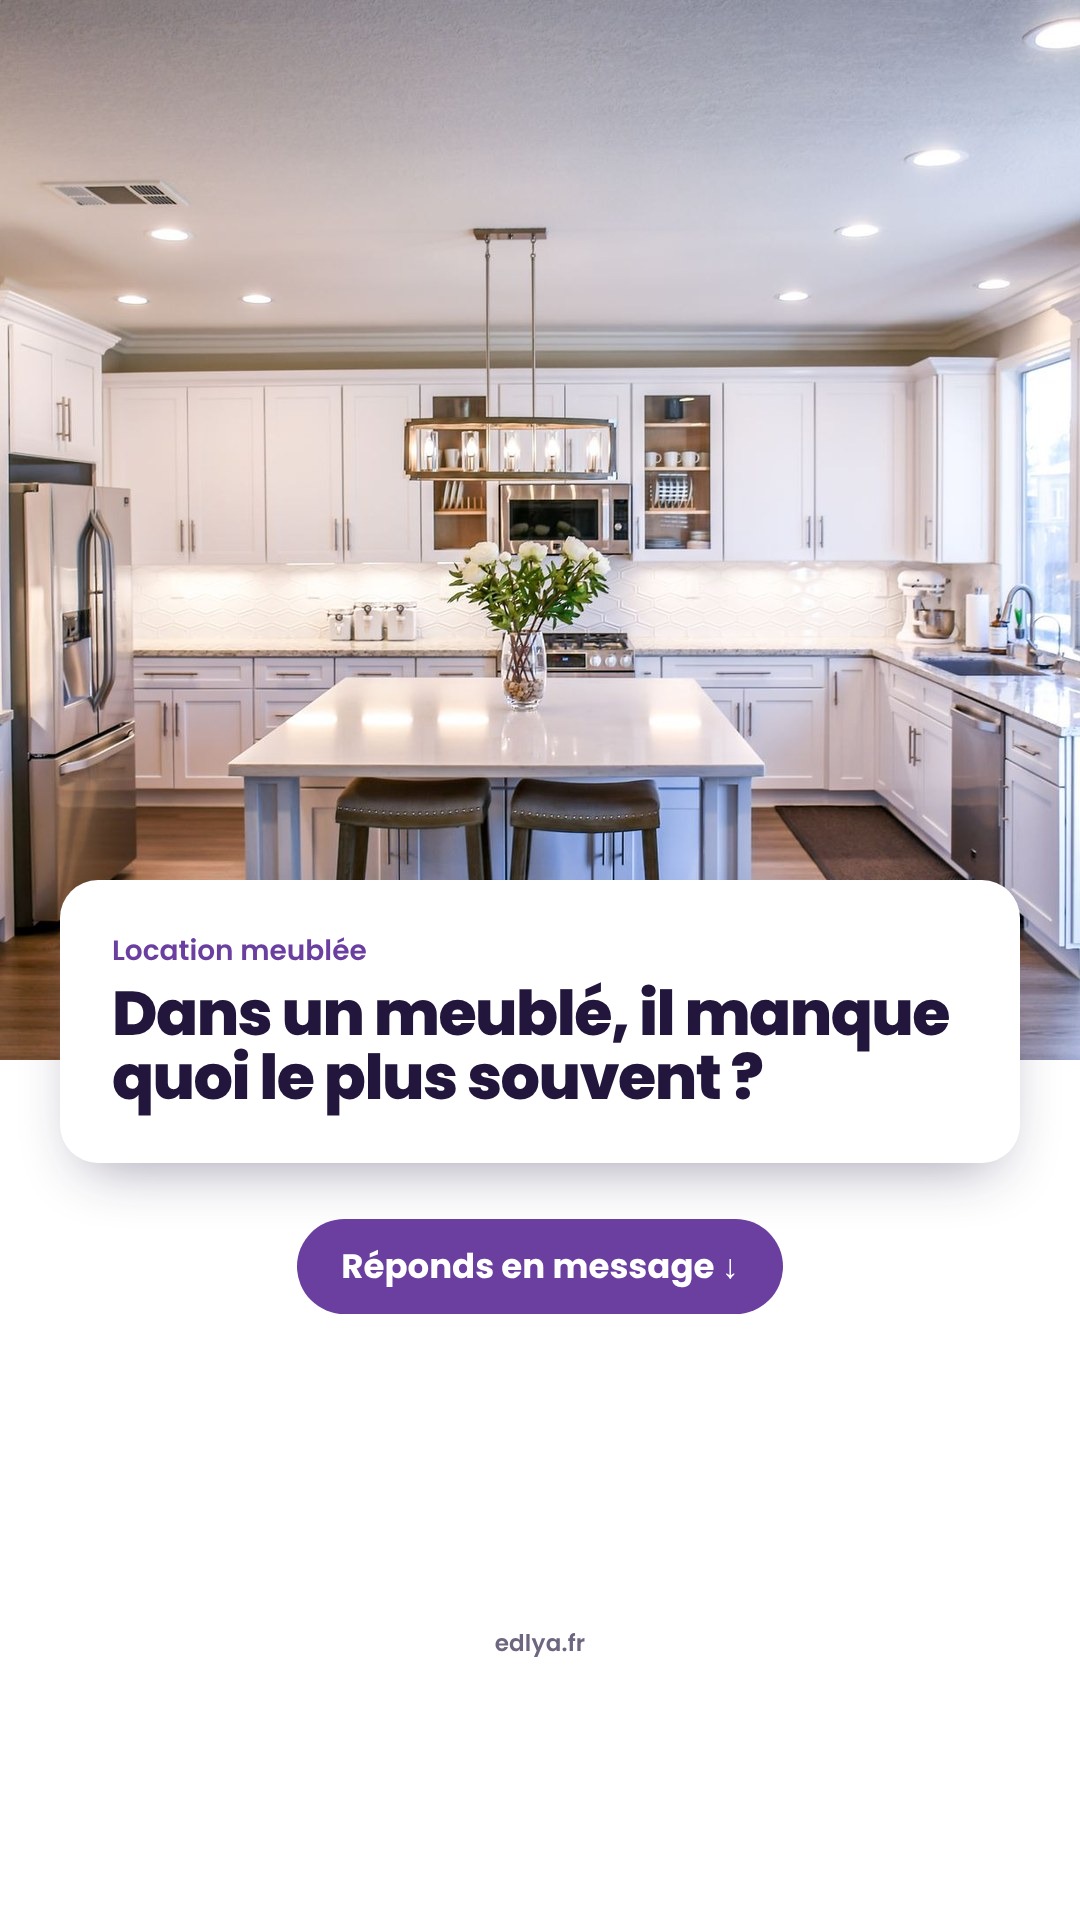 Location meublée
Dans un meublé, il manque
quoi le plus souvent ?
Réponds en message ↓
edlya.fr